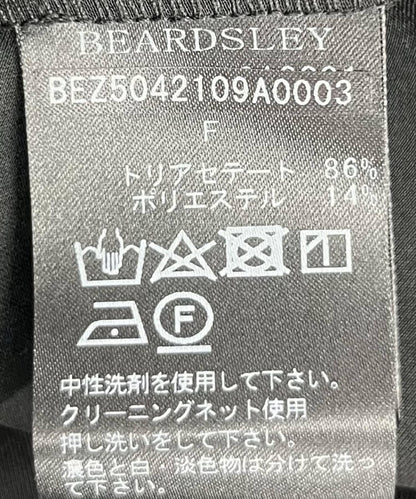 BEARDSLEY
BEZ5042109A0003
F
トリアセテート 86%
ポリエステル 14%
F
中性洗剤を使用して下さい。
クリーニングネット使用
押し洗いをして下さい。
濃色と白・淡色物は分けて洗っ
て下さい